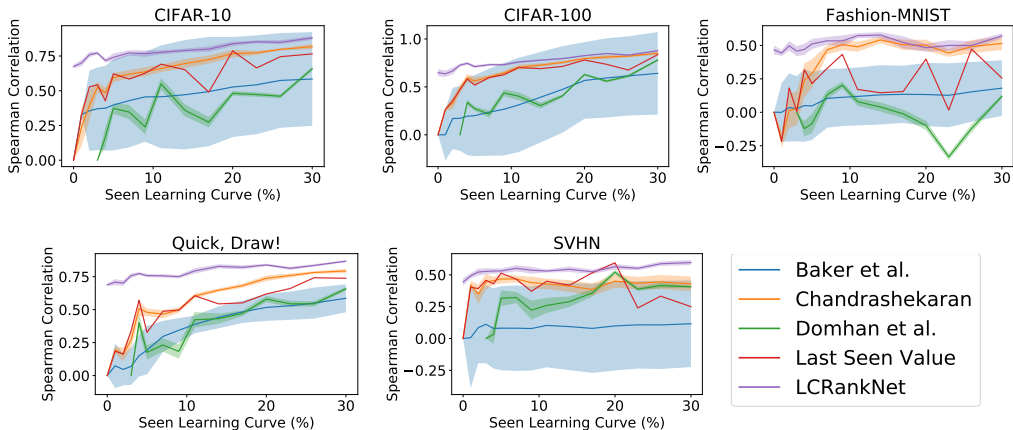 CIFAR-10
Spearman Correlation
0.75
0.50
0.25
0.00
0
10
20
30
Seen Learning Curve (%)
CIFAR-100
Spearman Correlation
1.0
0.5
0.0
0
10
20
30
Seen Learning Curve (%)
Fashion-MNIST
Spearman Correlation
0.50
0.25
0.00
−0.25
0
10
20
30
Seen Learning Curve (%)
Quick, Draw!
Spearman Correlation
0.75
0.50
0.25
0.00
0
10
20
30
Seen Learning Curve (%)
SVHN
Spearman Correlation
0.50
0.25
0.00
−0.25
0
10
20
30
Seen Learning Curve (%)
Baker et al.
Chandrashekaran
Domhan et al.
Last Seen Value
LCRankNet